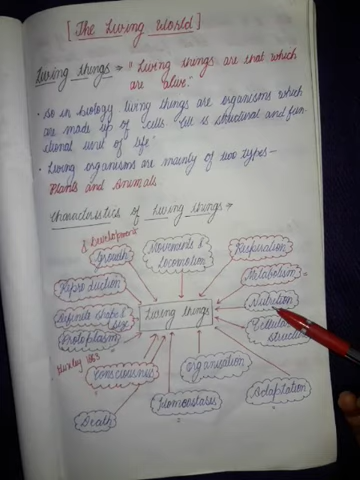 [ The Living World ]
Living things → "Living things are that which
are alive."
• So in biology living things are organisms which
are made up of cells. Cell is structural and fun-
ctional unit of life"
• Living organisms are mainly of two types –
Plants and Animals.
Characteristics of Living things →
& Development
Growth
Movements &
Locomotion
Respiration
Reproduction
Metabolism
Definite shape &
size
Living things
Nutrition
Protoplasm
Cellular
structure
Huxley 1863
Consciousness
Organisation
Death
Homeostasis
Adaptation